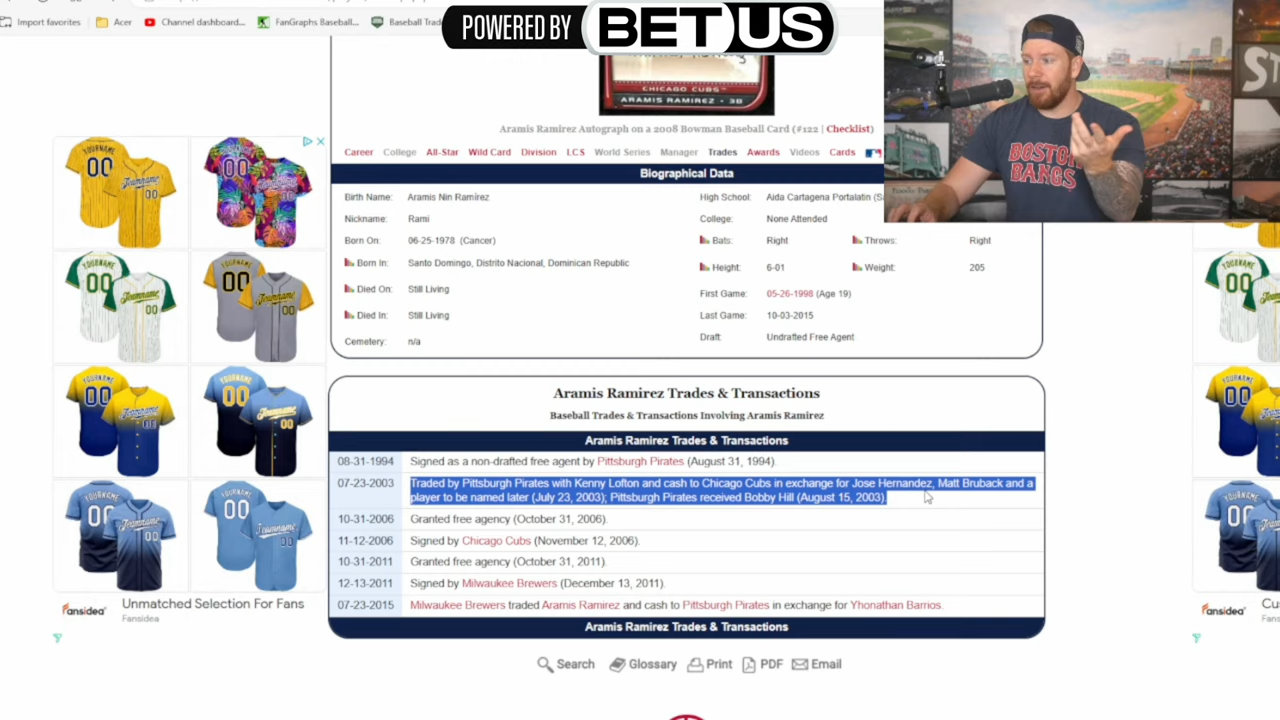 Import favorites
Acer
Channel dashboard...
FanGraphs Baseball...
Baseball Trad
POWERED BY BETUS
CHICAGO CUBS
ARAMIS RAMIREZ • 3B
BOSTON
BANGS
Aramis Ramirez Autograph on a 2008 Bowman Baseball Card (#122 | Checklist)
Career College All-Star Wild Card Division LCS World Series Manager Trades Awards Videos Cards
Biographical Data
Birth Name: Aramis Nin Ramirez
High School: Aida Cartagena Portalatin (S
Nickname: Rami
College: None Attended
Born On: 06-25-1978 (Cancer)
Bats: Right Throws: Right
Born In: Santo Domingo, Distrito Nacional, Dominican Republic
Height: 6-01 Weight: 205
Died On: Still Living
First Game: 05-26-1998 (Age 19)
Died In: Still Living
Last Game: 10-03-2015
Cemetery: n/a
Draft: Undrafted Free Agent
Aramis Ramirez Trades & Transactions
Baseball Trades & Transactions Involving Aramis Ramirez
Aramis Ramirez Trades & Transactions
08-31-1994 Signed as a non-drafted free agent by Pittsburgh Pirates (August 31, 1994).
07-23-2003 Traded by Pittsburgh Pirates with Kenny Lofton and cash to Chicago Cubs in exchange for Jose Hernandez, Matt Bruback and a
player to be named later (July 23, 2003); Pittsburgh Pirates received Bobby Hill (August 15, 2003).
10-31-2006 Granted free agency (October 31, 2006).
11-12-2006 Signed by Chicago Cubs (November 12, 2006).
10-31-2011 Granted free agency (October 31, 2011).
12-13-2011 Signed by Milwaukee Brewers (December 13, 2011).
07-23-2015 Milwaukee Brewers traded Aramis Ramirez and cash to Pittsburgh Pirates in exchange for Yhonathan Barrios.
Aramis Ramirez Trades & Transactions
Search Glossary Print PDF Email
Fansidea
Unmatched Selection For Fans
Fansidea
Fansidea
Cu
Fansid